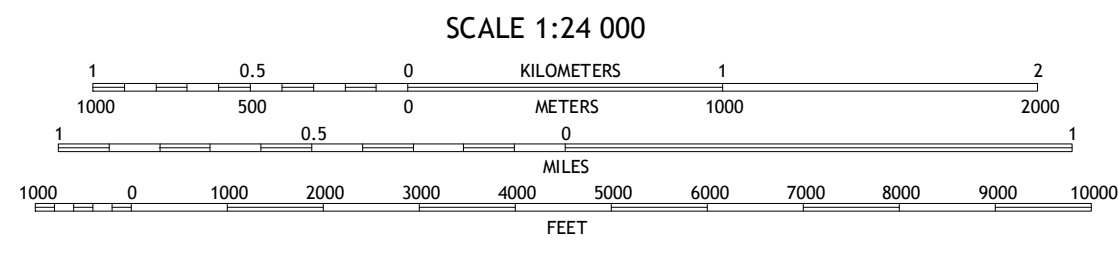 SCALE 1:24 000
1 0.5 0 KILOMETERS 1 2
1000 500 0 METERS 1000 2000
1 0.5 0 1
MILES
1000 0 1000 2000 3000 4000 5000 6000 7000 8000 9000 10000
FEET